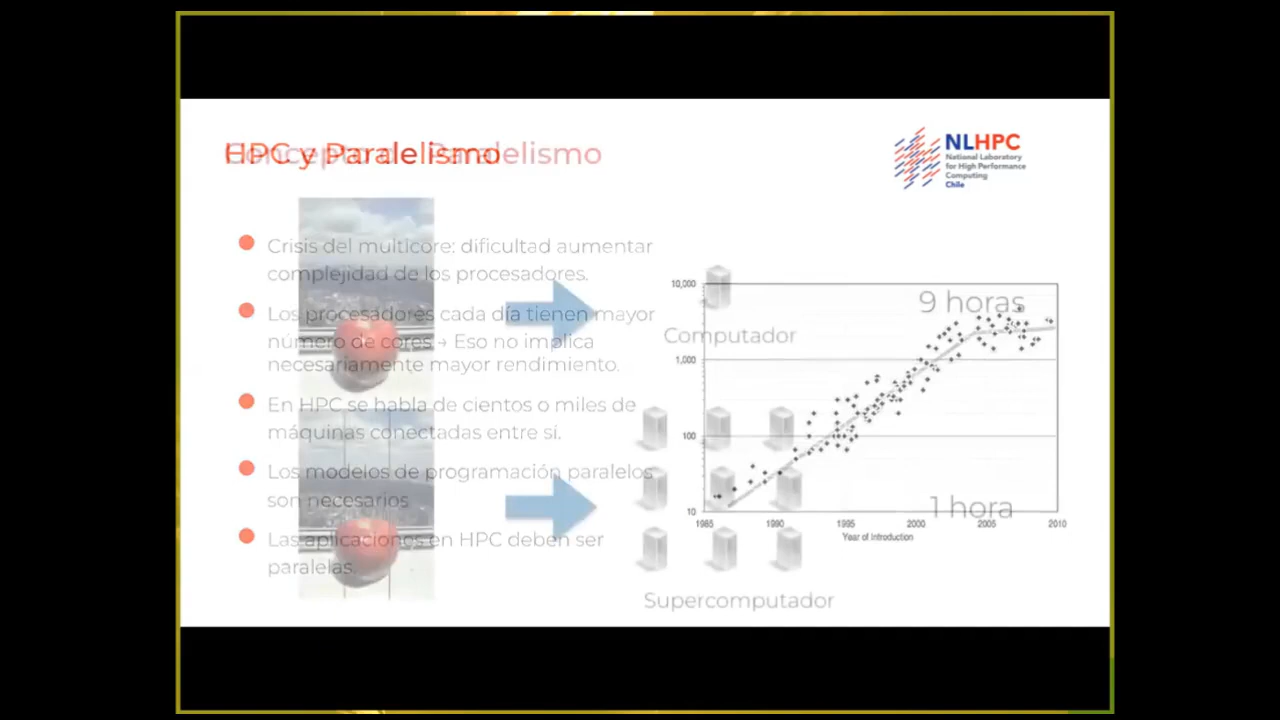 HPC y Paralelismo
Concepto de Paralelismo
NLHPC
National Laboratory
for High Performance
Computing
Chile
Crisis del multicore: dificultad aumentar
complejidad de los procesadores.
Los procesadores cada día tienen mayor
número de cores → Eso no implica
necesariamente mayor rendimiento.
En HPC se habla de cientos o miles de
máquinas conectadas entre sí.
Los modelos de programación paralelos
son necesarios
Las aplicaciones en HPC deben ser
paralelas.
Computador
9 horas
1 hora
Supercomputador
10,000
1,000
100
10
1985 1990 1995 2000 2005 2010
Year of Introduction